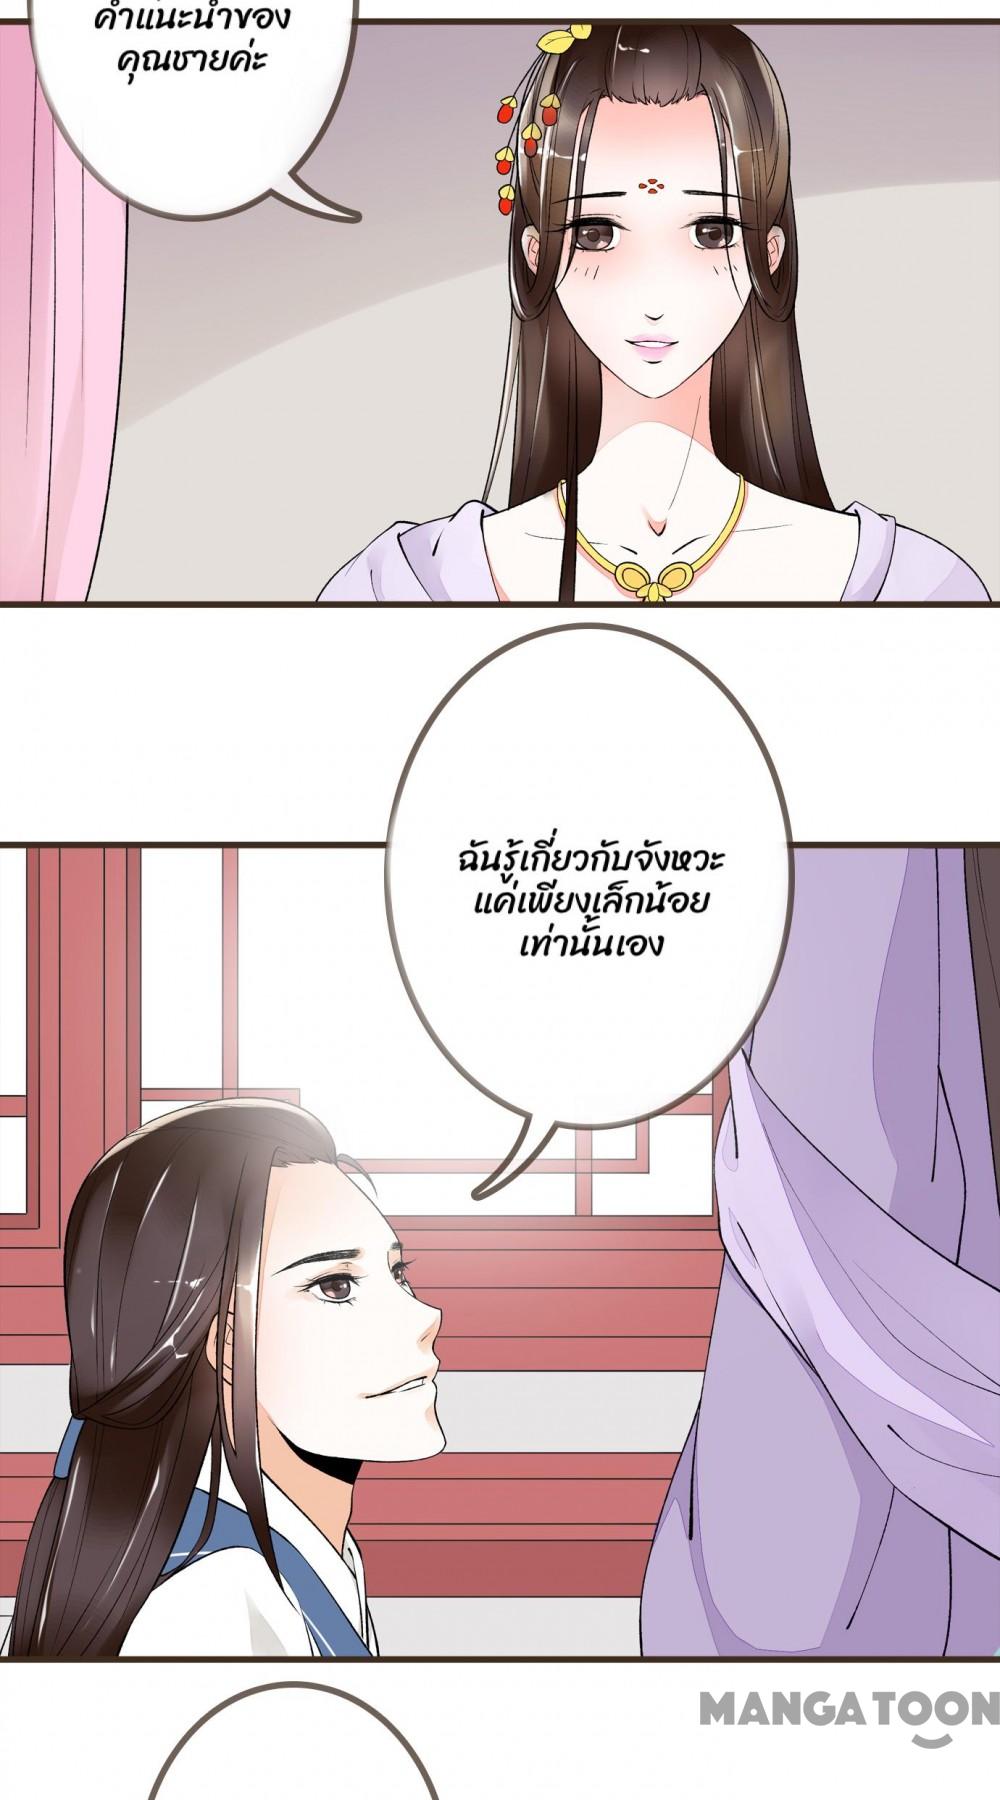 คำแนะนำของ
คุณชายค่ะ
ฉันรู้เกี่ยวกับจังหวะ
แค่เพียงเล็กน้อย
เท่านั้นเอง
MANGATOON